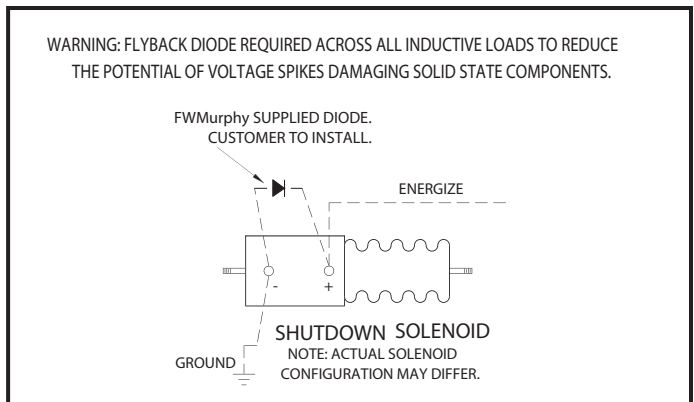 WARNING: FLYBACK DIODE REQUIRED ACROSS ALL INDUCTIVE LOADS TO REDUCE
THE POTENTIAL OF VOLTAGE SPIKES DAMAGING SOLID STATE COMPONENTS.
FWMurphy SUPPLIED DIODE.
CUSTOMER TO INSTALL.
ENERGIZE
- +
SHUTDOWN SOLENOID
NOTE: ACTUAL SOLENOID
CONFIGURATION MAY DIFFER.
GROUND